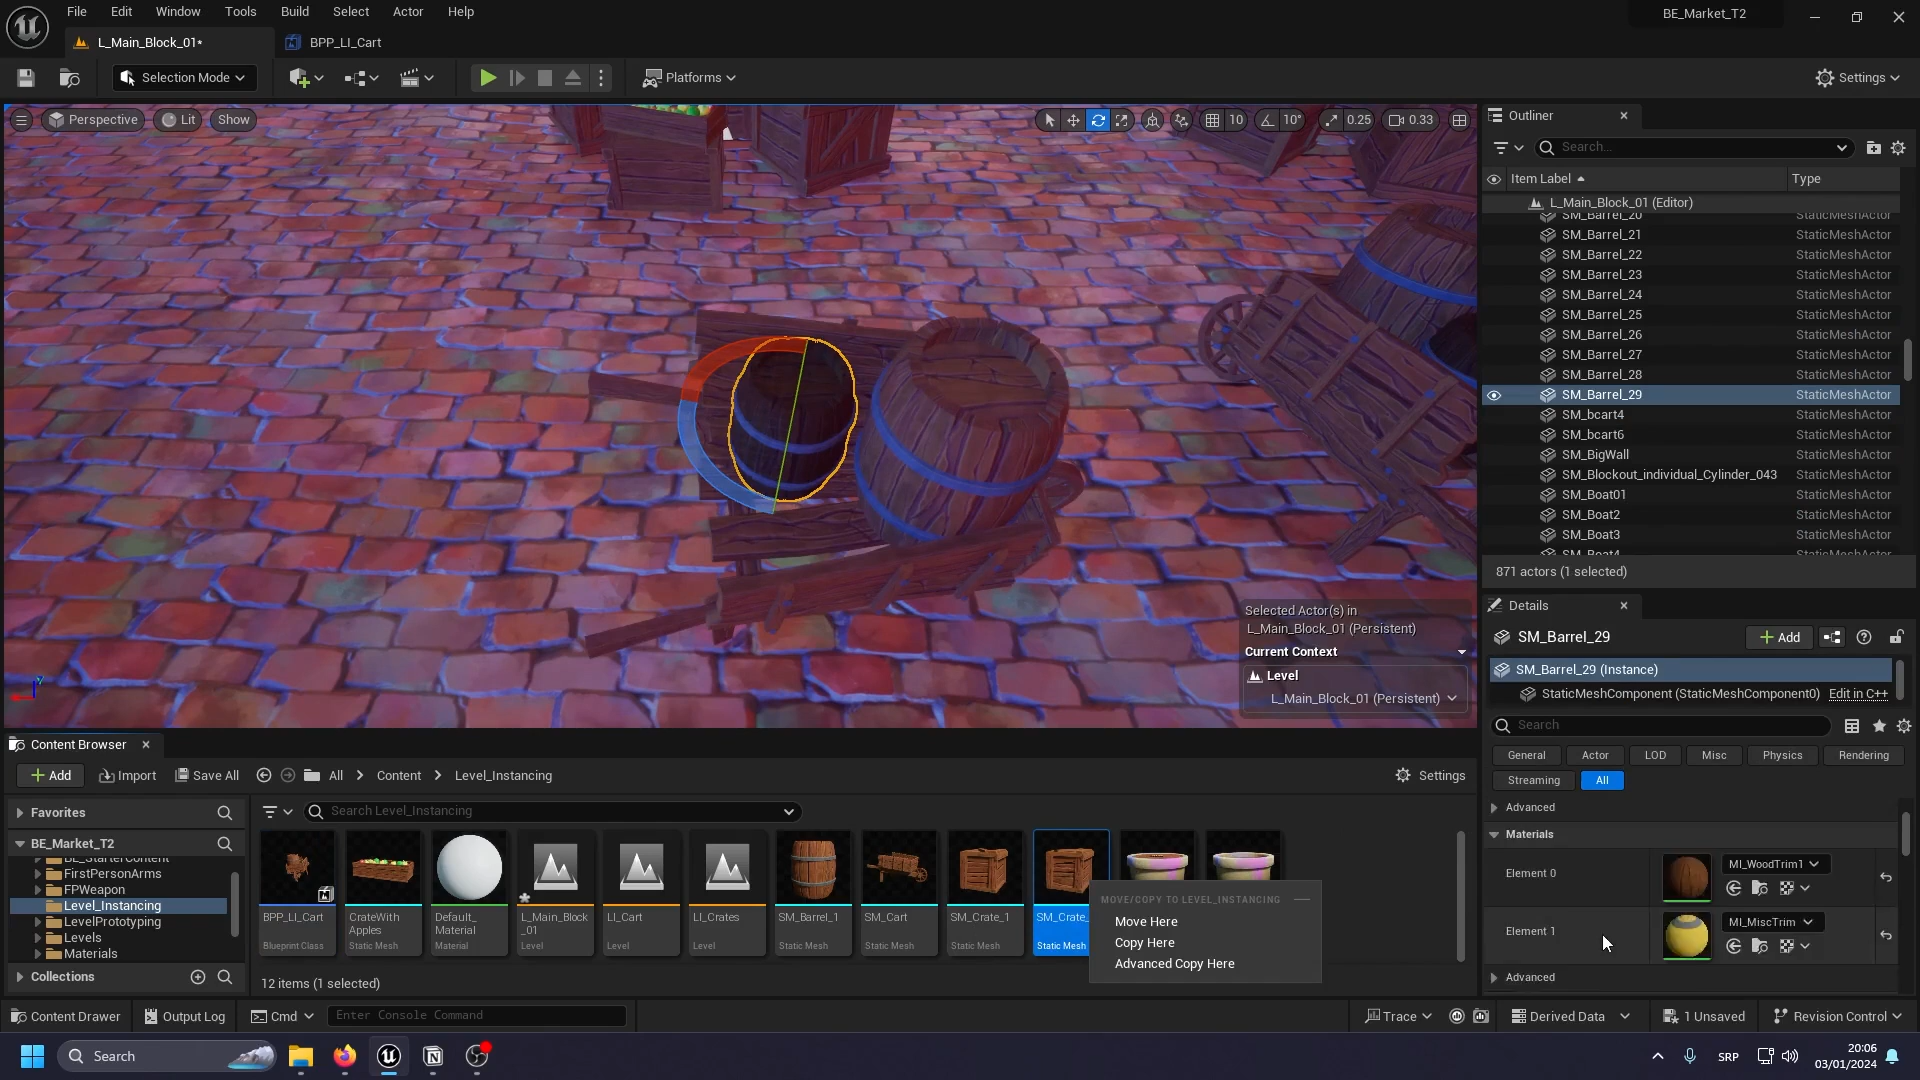 File Edit Window Tools Build Select Actor Help
BE_Market_T2
L_Main_Block_01*
BPP_LI_Cart
Selection Mode
Platforms
Settings
Perspective
Lit
Show
10
10°
0.25
0.33
Outliner
Search...
Item Label
Type
L_Main_Block_01 (Editor)
SM_Barrel_20 StaticMeshActor
SM_Barrel_21 StaticMeshActor
SM_Barrel_22 StaticMeshActor
SM_Barrel_23 StaticMeshActor
SM_Barrel_24 StaticMeshActor
SM_Barrel_25 StaticMeshActor
SM_Barrel_26 StaticMeshActor
SM_Barrel_27 StaticMeshActor
SM_Barrel_28 StaticMeshActor
SM_Barrel_29 StaticMeshActor
SM_bcart4 StaticMeshActor
SM_bcart6 StaticMeshActor
SM_BigWall StaticMeshActor
SM_Blockout_individual_Cylinder_043 StaticMeshActor
SM_Boat01 StaticMeshActor
SM_Boat2 StaticMeshActor
SM_Boat3 StaticMeshActor
SM_Boat4 StaticMeshActor
871 actors (1 selected)
Selected Actor(s) in
L_Main_Block_01 (Persistent)
Current Context
Level
L_Main_Block_01 (Persistent)
Details
SM_Barrel_29
Add
SM_Barrel_29 (Instance)
StaticMeshComponent (StaticMeshComponent0) Edit in C++
Search
General Actor LOD Misc Physics Rendering
Streaming All
Advanced
Materials
Element 0
MI_WoodTrim1
Element 1
MI_MiscTrim
Advanced
Content Browser
Add
Import
Save All
All
Content
Level_Instancing
Settings
Favorites
BE_Market_T2
BE_StarterContent
FirstPersonArms
FPWeapon
Level_Instancing
LevelPrototyping
Levels
Materials
Collections
Search Level_Instancing
BPP_LI_Cart
Blueprint Class
CrateWith
Apples
Static Mesh
Default_
Material
Material
L_Main_Block
_01
Level
LI_Cart
Level
LI_Crates
Level
SM_Barrel_1
Static Mesh
SM_Cart
Static Mesh
SM_Crate_1
Static Mesh
SM_Crate_
Static Mesh
MOVE/COPY TO LEVEL_INSTANCING
Move Here
Copy Here
Advanced Copy Here
12 items (1 selected)
Content Drawer
Output Log
Cmd
Enter Console Command
Trace
Derived Data
1 Unsaved
Revision Control
Search
SRP
20:06
03/01/2024